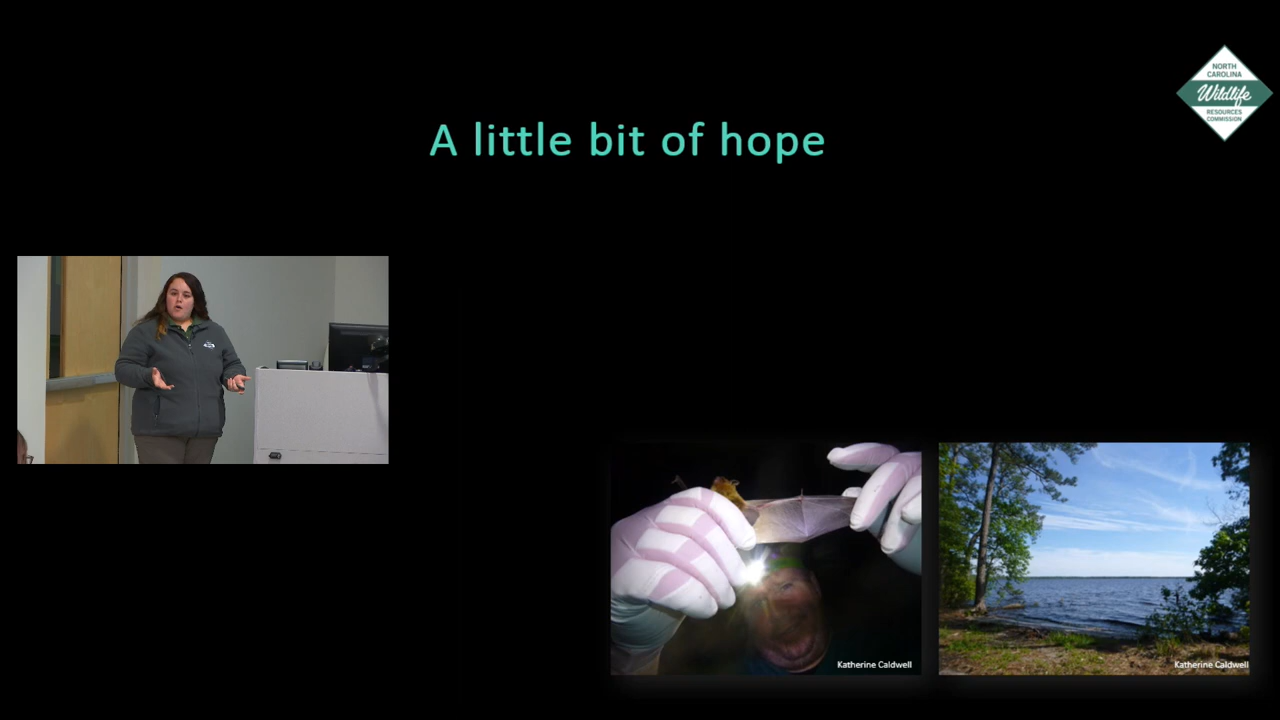 NORTH
CAROLINA
Wildlife
RESOURCES
COMMISSION
A little bit of hope
Katherine Caldwell
Katherine Caldwell